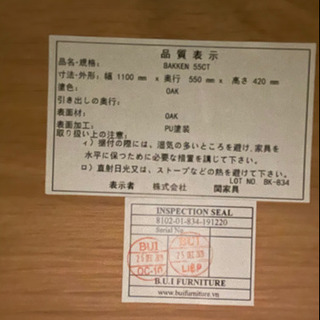 品質表示
品名・規格: BAKKEN 55CT
寸法・外形: 幅 1100 mm x 奥行 550 mm x 高さ 420 mm
塗色: OAK
引き出しの奥行:
表面材: OAK
表面加工: PU塗装
取り扱い上の注意:
イ) 据付の際には、湿気の多いところを避け、家具を
水平に保つために必要な措置を講じて下さい。
ロ) 直射日光又は、ストーブなどの熱を避けて下さい。
LOT NO. BK-834
表示者 株式会社 関家具
INSPECTION SEAL
8102-01-834-191220
Serial No
BUI
BUI
B.U.I FURNITURE
www.buifurniture.vn